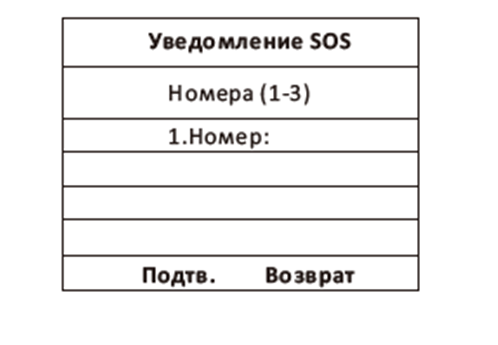 Уведомление SOS
Номера (1-3)
1.Номер:
Подтв. Возврат